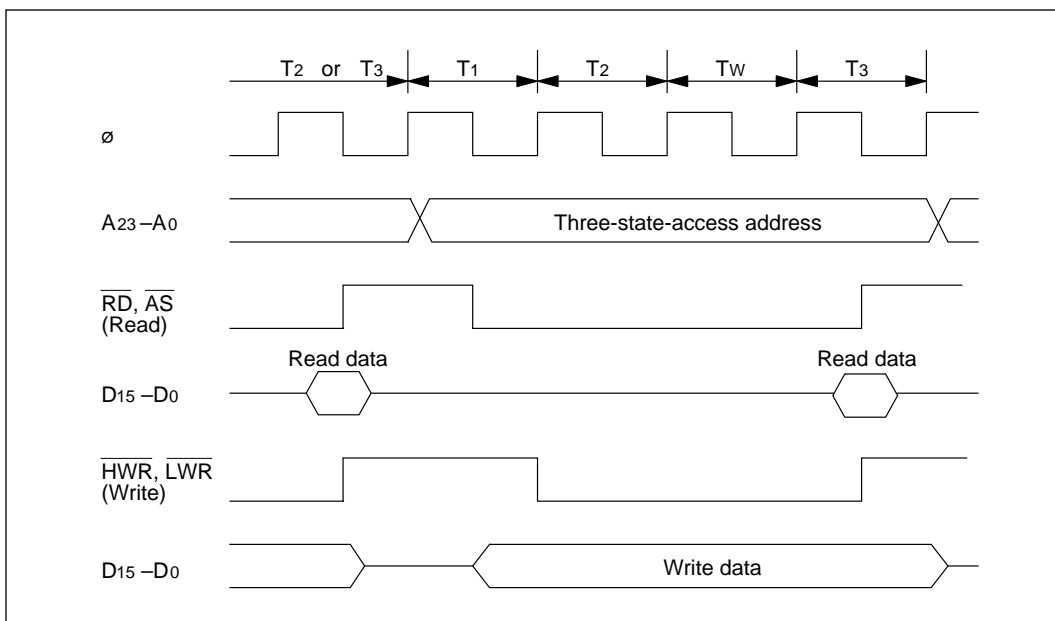 T2 or T3 T1 T2 TW T3
ø
A23–A0 Three-state-access address
RD, AS
(Read)
Read data Read data
D15–D0
HWR, LWR
(Write)
D15–D0 Write data